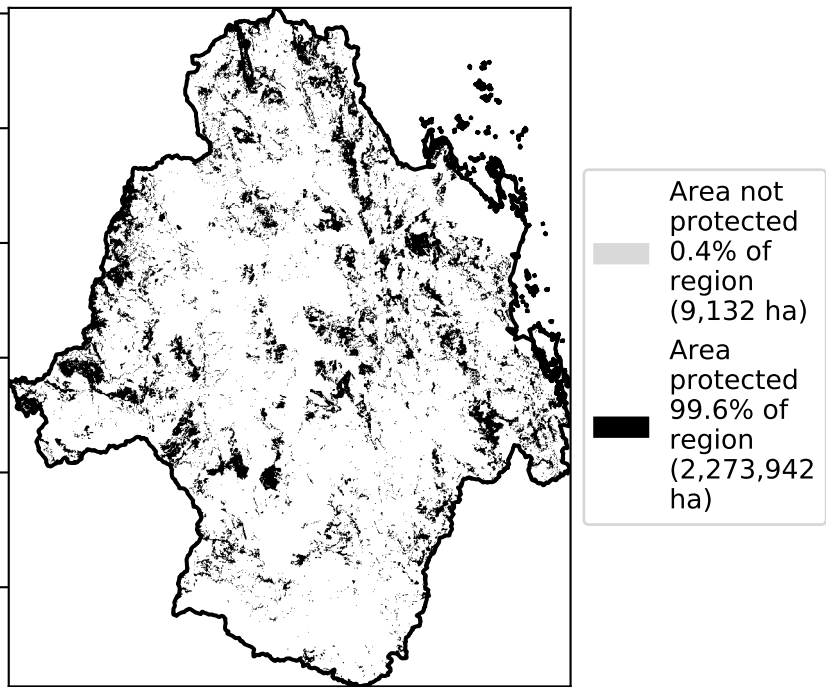 Area not
protected
0.4% of
region
(9,132 ha)
Area
protected
99.6% of
region
(2,273,942
ha)